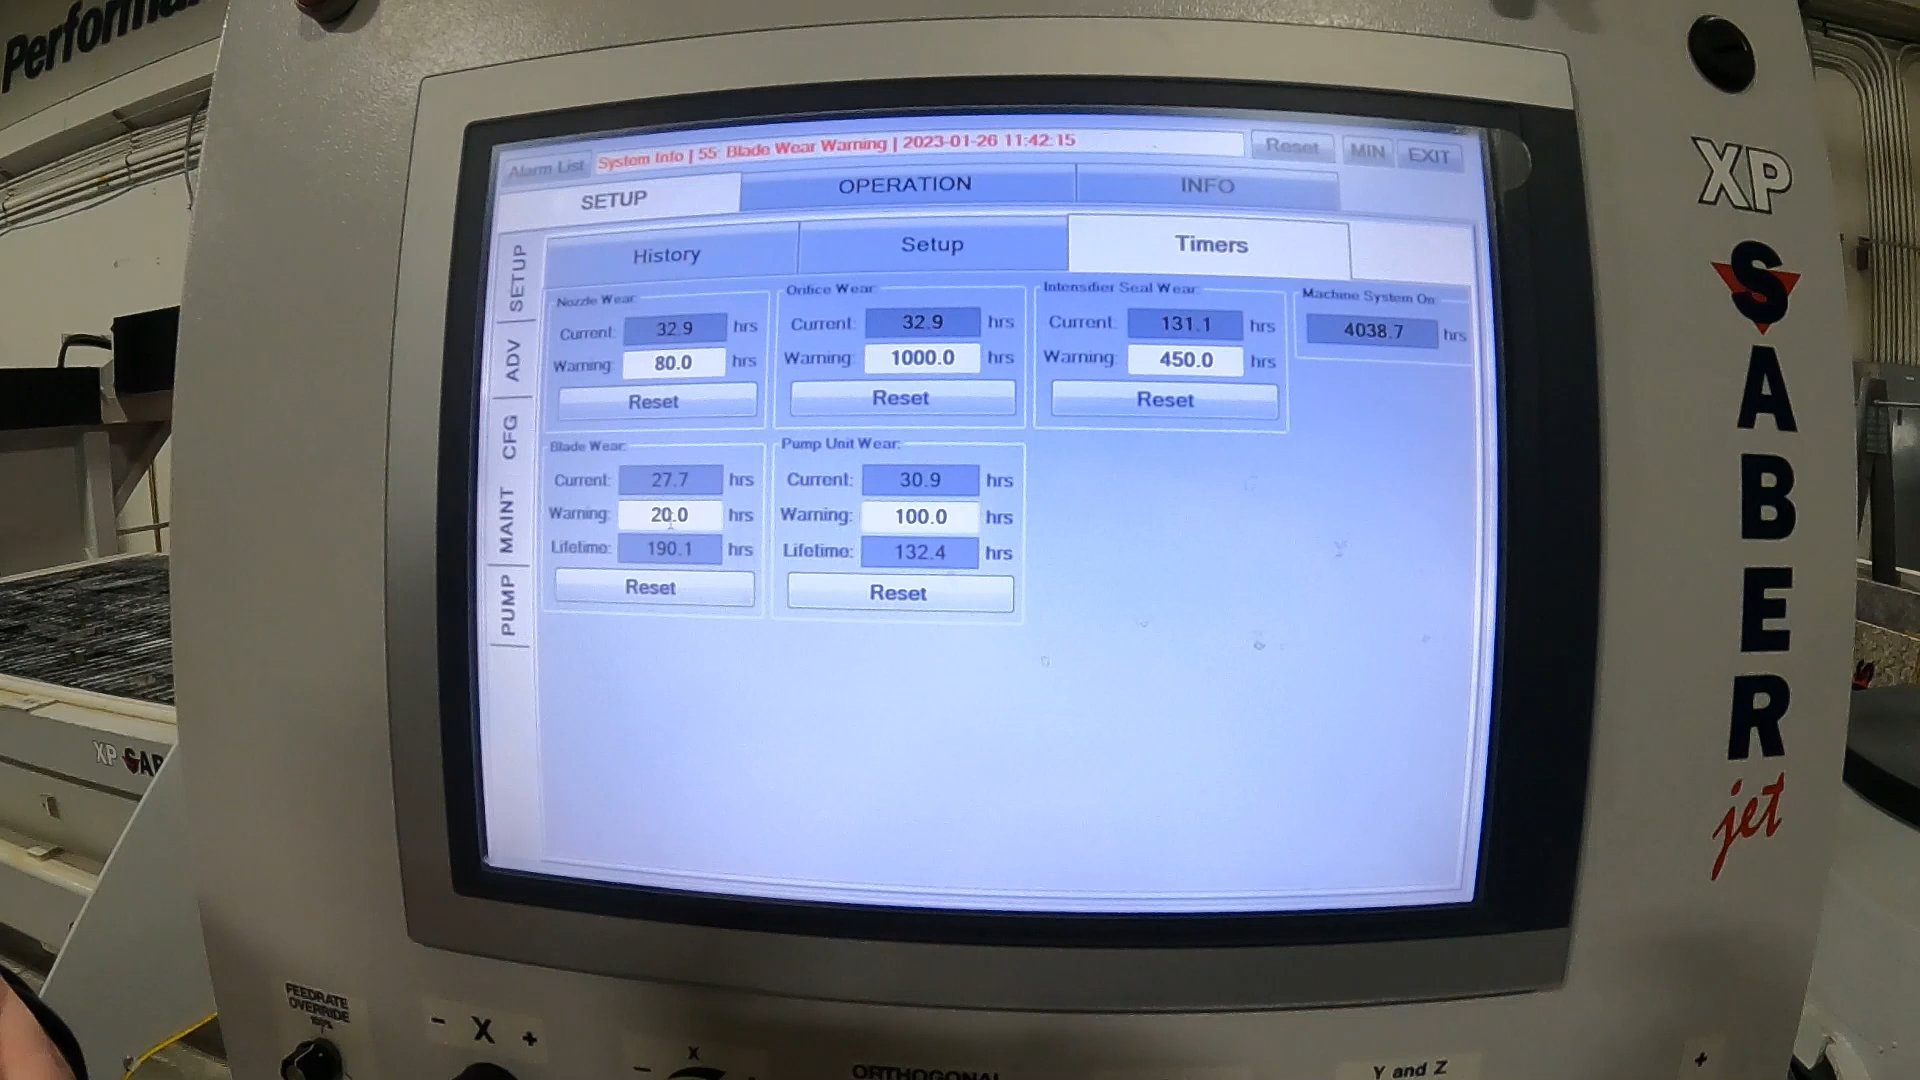 Perform
Alarm List
System Info | 55: Blade Wear Warning | 2023-01-26 11:42:15
Reset
MIN
EXIT
SETUP
OPERATION
INFO
History
Setup
Timers
SETUP
ADV
CFG
MAINT
PUMP
Nozzle Wear:
Current: 32.9 hrs
Warning: 80.0 hrs
Reset
Orifice Wear:
Current: 32.9 hrs
Warning: 1000.0 hrs
Reset
Intensifier Seal Wear:
Current: 131.1 hrs
Warning: 450.0 hrs
Reset
Machine System On
4038.7 hrs
Blade Wear:
Current: 27.7 hrs
Warning: 20.0 hrs
Lifetime: 190.1 hrs
Reset
Pump Unit Wear:
Current: 30.9 hrs
Warning: 100.0 hrs
Lifetime: 132.4 hrs
Reset
XP
SABER
jet
XP SAB
FEEDRATE
OVERRIDE
- X +
- X
ORTHOGONAL
Y and Z
+